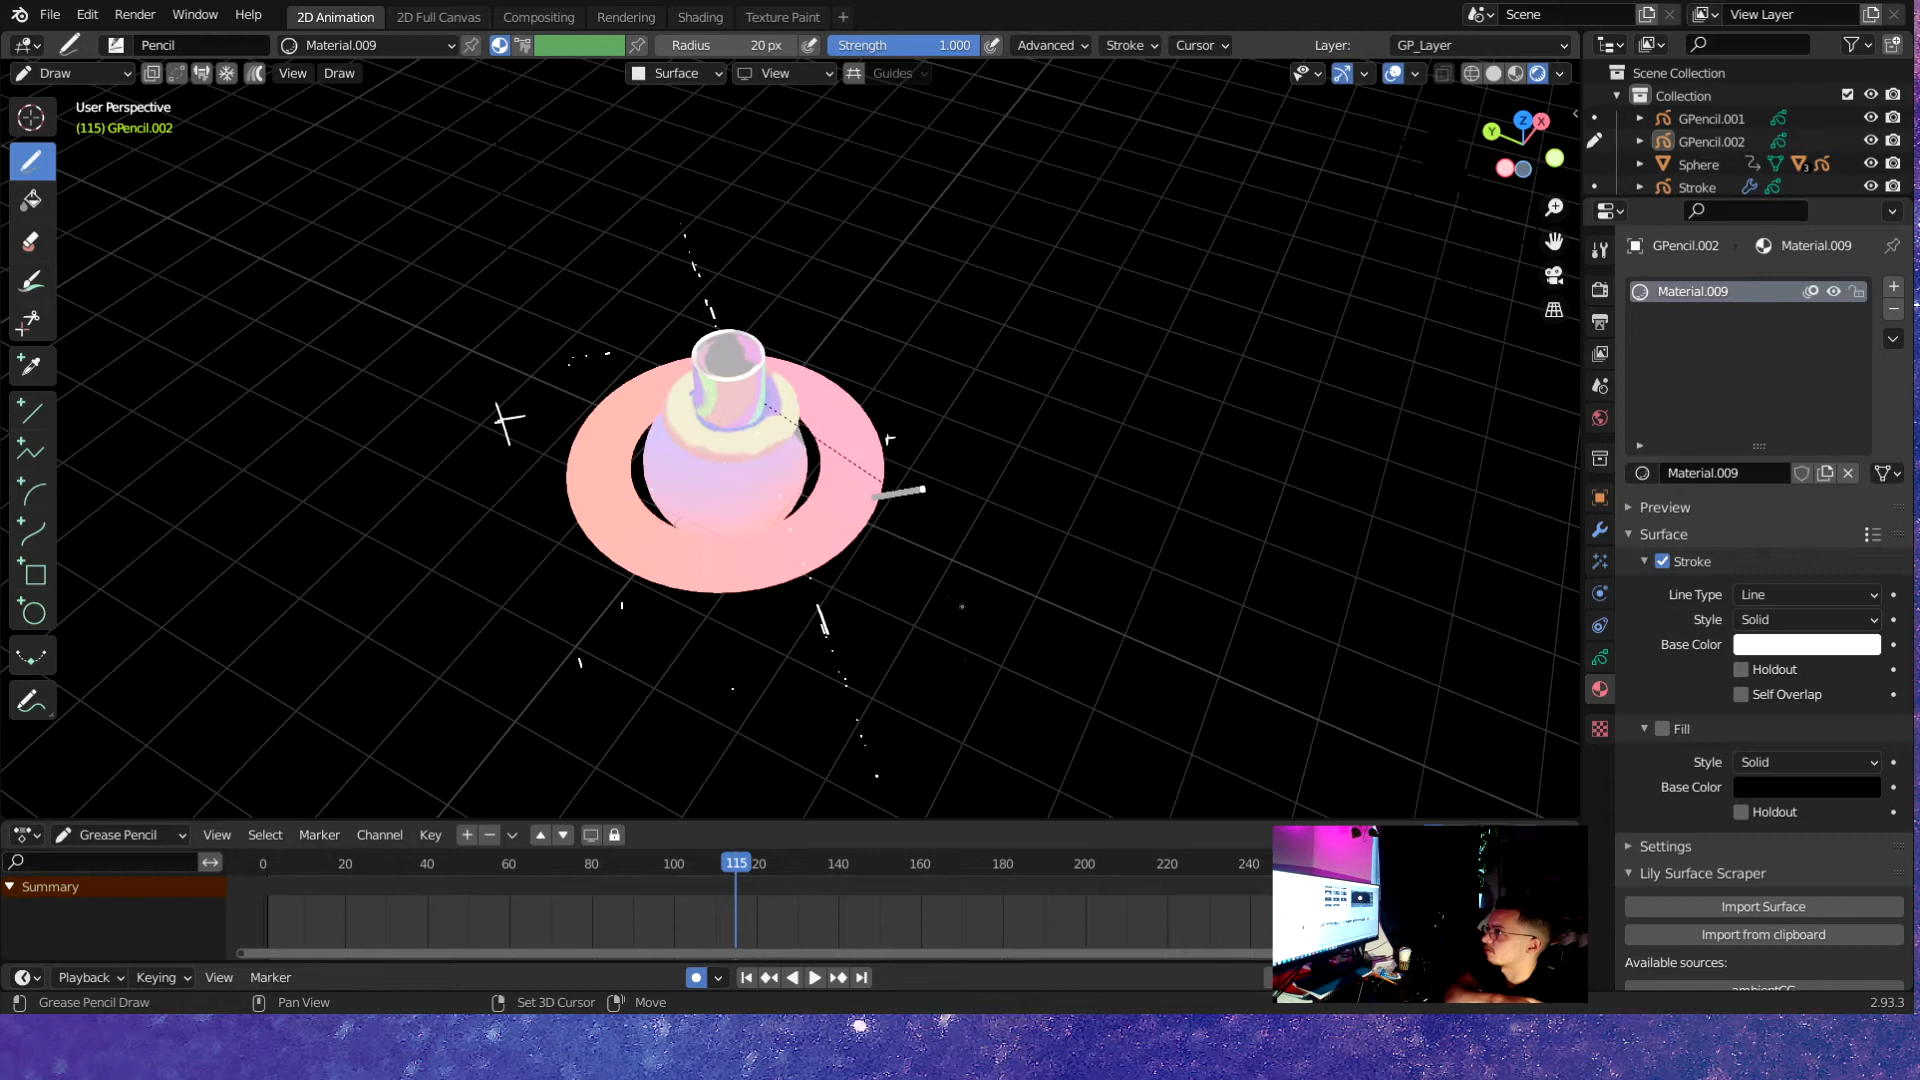 File Edit Render Window Help 2D Animation 2D Full Canvas Compositing Rendering Shading Texture Paint + Scene View Layer
Pencil Material.009 Radius 20 px Strength 1.000 Advanced Stroke Cursor Layer: GP_Layer
Draw View Draw Surface View Guides
User Perspective
(115) GPencil.002
Z X Y
Scene Collection
Collection
GPencil.001
GPencil.002
Sphere 3
Stroke
GPencil.002 Material.009
Material.009
Material.009
Preview
Surface
Stroke
Line Type Line
Style Solid
Base Color
Holdout
Self Overlap
Fill
Style Solid
Base Color
Holdout
Settings
Lily Surface Scraper
Import Surface
Import from clipboard
Available sources:
ambientCG
Grease Pencil View Select Marker Channel Key
0 20 40 60 80 100 115 20 140 160 180 200 220 240
Summary
Playback Keying View Marker
Grease Pencil Draw Pan View Set 3D Cursor Move 2.93.3